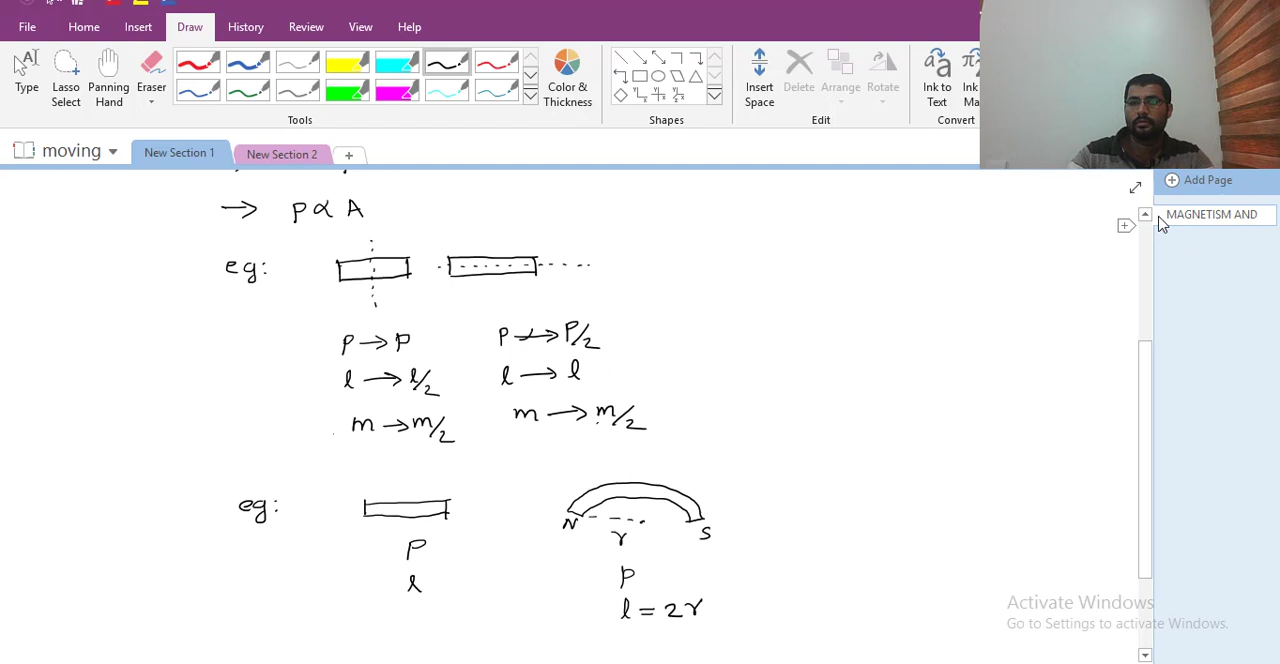 File Home Insert Draw History Review View Help
Type
Lasso Select
Panning Hand
Eraser
Color & Thickness
Insert Space
Delete
Arrange
Rotate
Ink to Text
Tools
Shapes
Edit
Convert
moving
New Section 1
New Section 2
Add Page
MAGNETISM AND
→ p ∝ A
eg:
p → p
p → p/2
l → l/2
l → l
m → m/2
m → m/2
eg:
N r S
p
p
l
l = 2r
Activate Windows
Go to Settings to activate Windows.